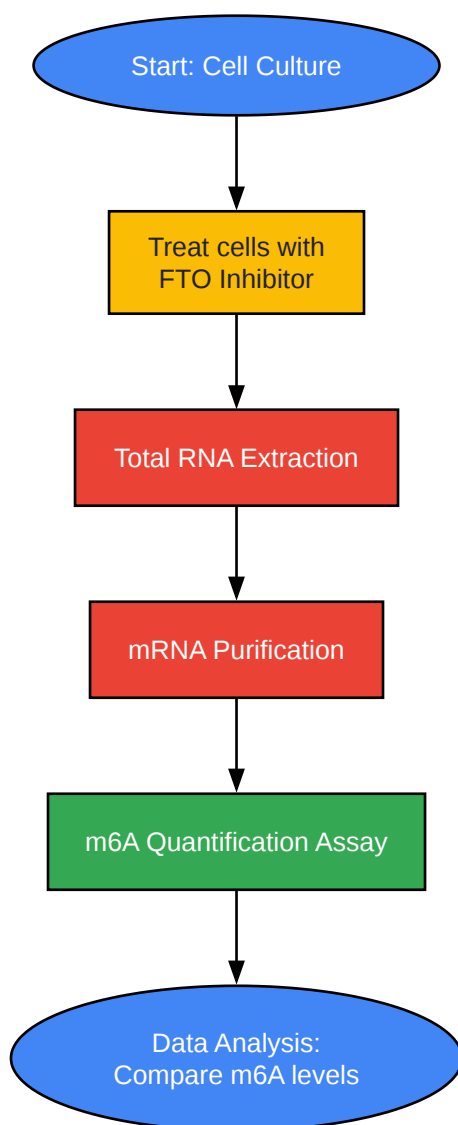 Start: Cell Culture
Treat cells with
FTO Inhibitor
Total RNA Extraction
mRNA Purification
m6A Quantification Assay
Data Analysis:
Compare m6A levels